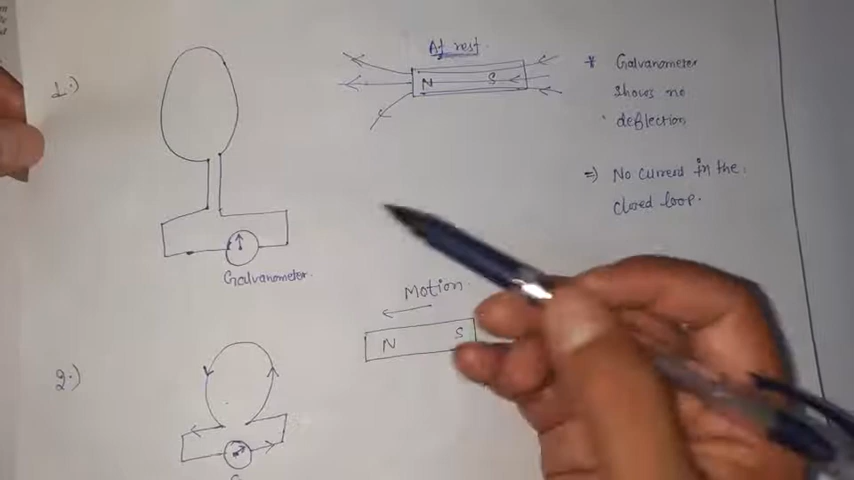 1.)
At rest.
N S
* Galvanometer
shows no
deflection
=) No current in the
closed loop.
Galvanometer.
Motion
N S
2.)
G